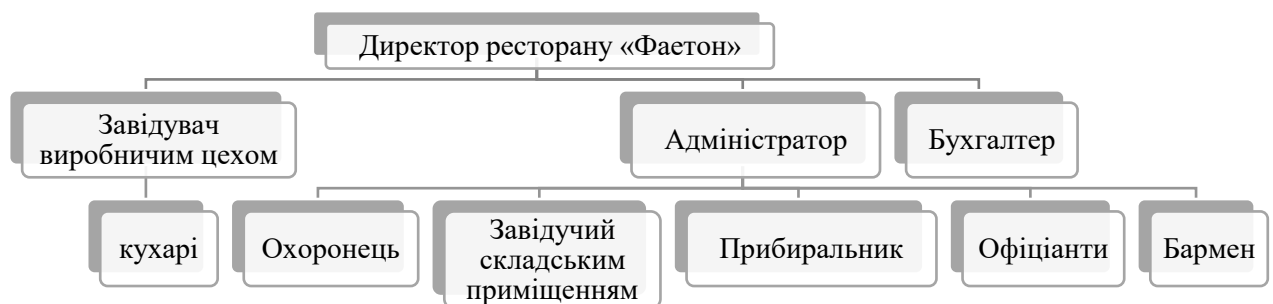 Директор ресторану «Фаетон»
Завідувач
виробничим цехом
Адміністратор
Бухгалтер
кухарі
Охоронець
Завідучий
складським
приміщенням
Прибиральник
Офіціанти
Бармен